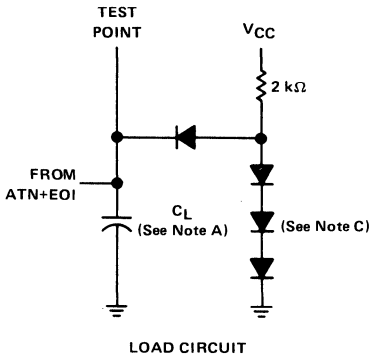 TEST
POINT
VCC
2 kΩ
FROM
ATN+EOI
CL
(See Note A)
(See Note C)
LOAD CIRCUIT